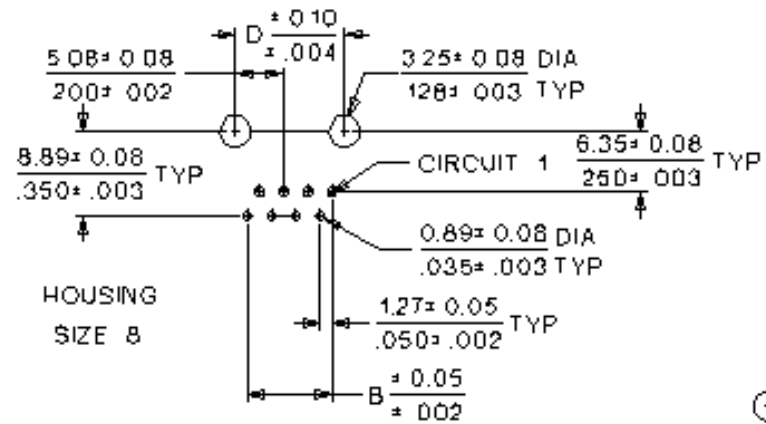 D ± 0.10
± .004
5.08± 0.08
200± 002
3.25± 0.08 DIA
128± 003 TYP
8.89± 0.08
.350± .003 TYP
CIRCUIT 1
6.35± 0.08
250± 003 TYP
0.89± 0.08 DIA
.035± .003 TYP
HOUSING
SIZE 8
1.27± 0.05
.050± .002 TYP
B ± 0.05
± 002